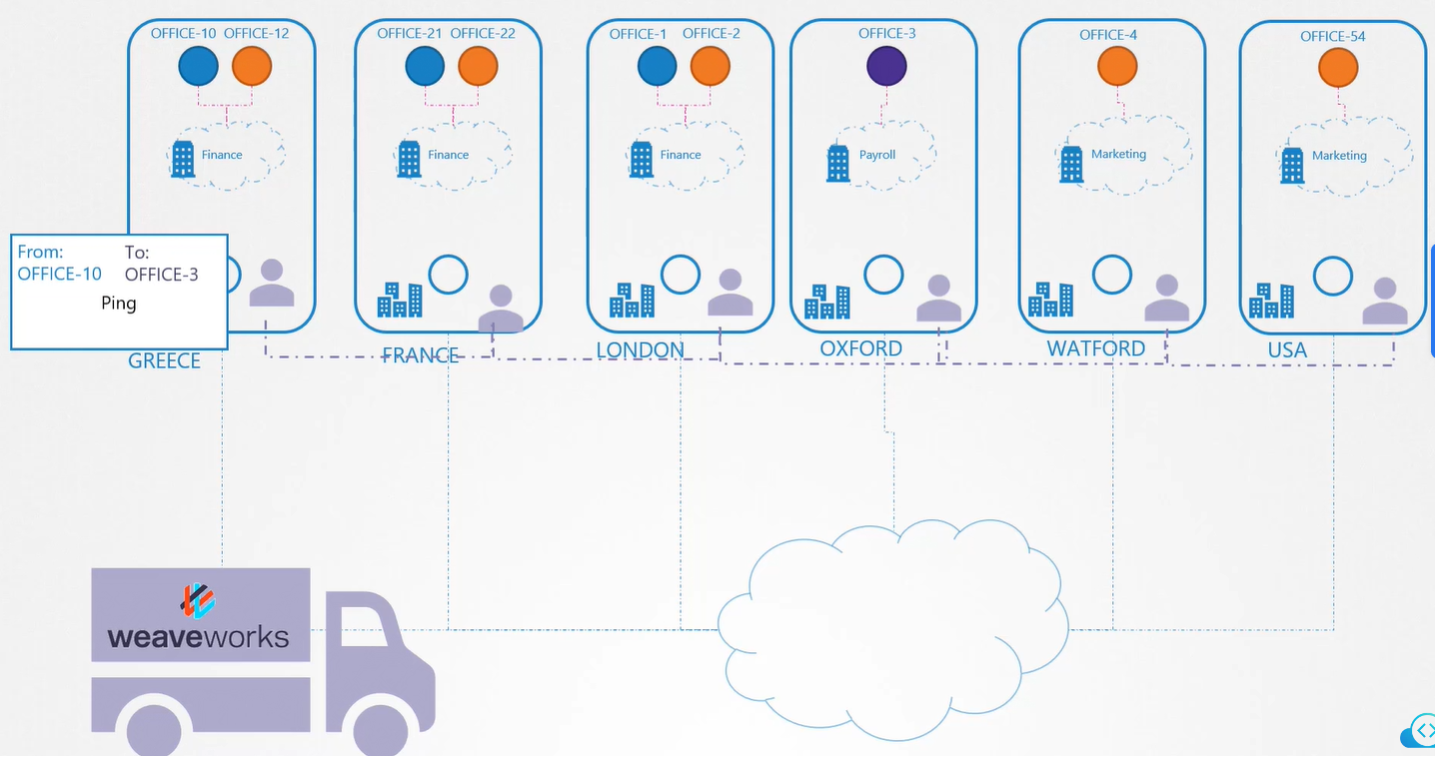 OFFICE-10 OFFICE-12
OFFICE-21 OFFICE-22
OFFICE-1 OFFICE-2
OFFICE-3
OFFICE-4
OFFICE-54
Finance
Finance
Finance
Payroll
Marketing
Marketing
From: To:
OFFICE-10 OFFICE-3
Ping
GREECE
FRANCE
LONDON
OXFORD
WATFORD
USA
weaveworks